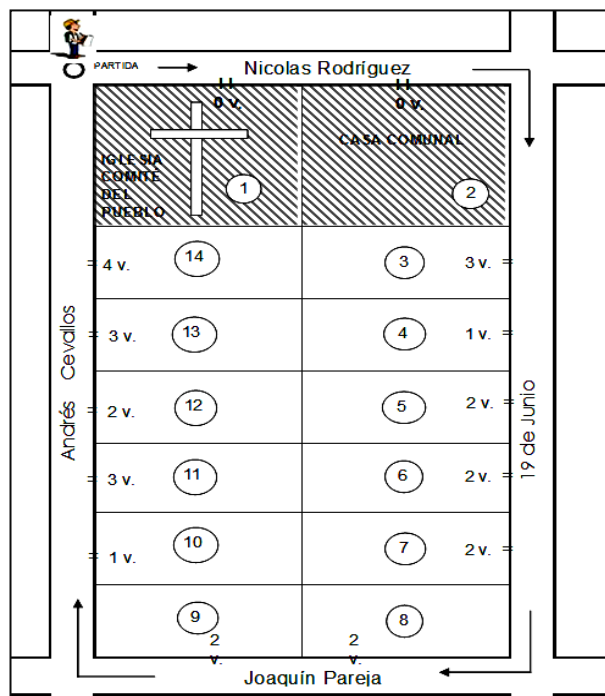 PARTIDA
Nicolas Rodríguez
0 v.
0 v.
IGLESIA
COMITÉ
DEL
PUEBLO
1
CASA COMUNAL
2
4 v.
14
3
3 v.
3 v.
13
4
1 v.
2 v.
12
5
2 v.
3 v.
11
6
2 v.
1 v.
10
7
2 v.
9
8
2
v.
2
v.
Andrés Cevallos
19 de Junio
Joaquín Pareja